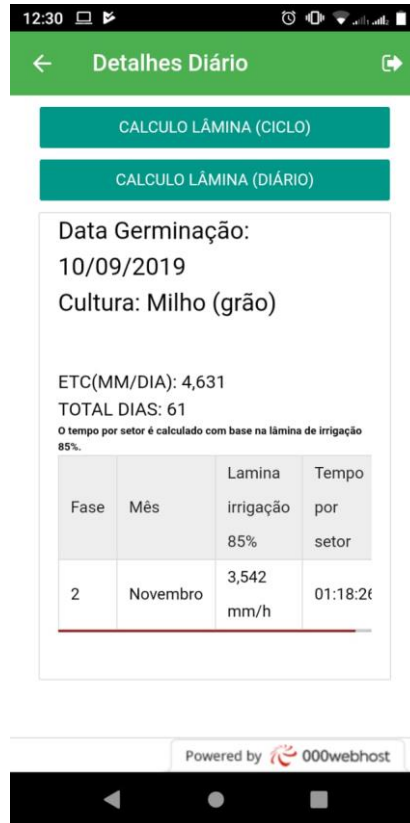 12:30
Detalhes Diário
CALCULO LÂMINA (CICLO)
CALCULO LÂMINA (DIÁRIO)
Data Germinação:
10/09/2019
Cultura: Milho (grão)
ETC(MM/DIA): 4,631
TOTAL DIAS: 61
O tempo por setor é calculado com base na lâmina de irrigação
85%.
Fase Mês Lamina irrigação 85% Tempo por setor
2 Novembro 3,542 mm/h 01:18:26
Powered by 000webhost